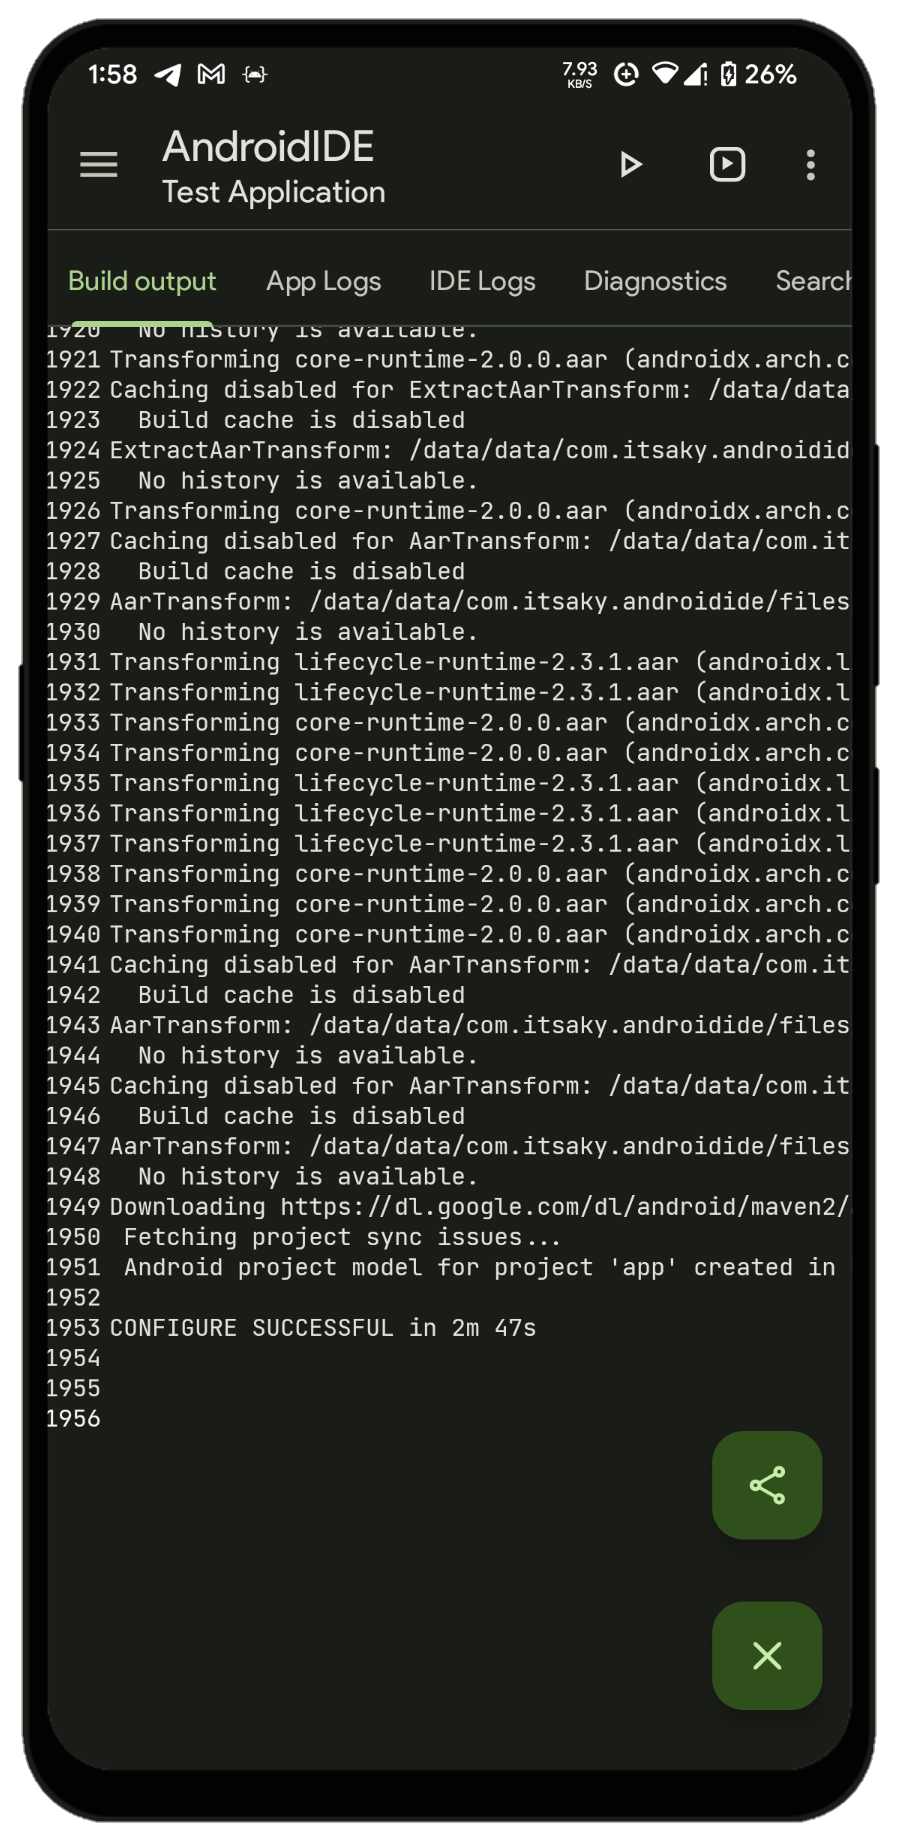 1:58 7.93 KB/S 26%
AndroidIDE
Test Application
Build output App Logs IDE Logs Diagnostics Search
1920   No history is available.
1921 Transforming core-runtime-2.0.0.aar (androidx.arch.c
1922 Caching disabled for ExtractAarTransform: /data/data
1923   Build cache is disabled
1924 ExtractAarTransform: /data/data/com.itsaky.androidid
1925   No history is available.
1926 Transforming core-runtime-2.0.0.aar (androidx.arch.c
1927 Caching disabled for AarTransform: /data/data/com.it
1928   Build cache is disabled
1929 AarTransform: /data/data/com.itsaky.androidide/files
1930   No history is available.
1931 Transforming lifecycle-runtime-2.3.1.aar (androidx.l
1932 Transforming lifecycle-runtime-2.3.1.aar (androidx.l
1933 Transforming core-runtime-2.0.0.aar (androidx.arch.c
1934 Transforming core-runtime-2.0.0.aar (androidx.arch.c
1935 Transforming lifecycle-runtime-2.3.1.aar (androidx.l
1936 Transforming lifecycle-runtime-2.3.1.aar (androidx.l
1937 Transforming lifecycle-runtime-2.3.1.aar (androidx.l
1938 Transforming core-runtime-2.0.0.aar (androidx.arch.c
1939 Transforming core-runtime-2.0.0.aar (androidx.arch.c
1940 Transforming core-runtime-2.0.0.aar (androidx.arch.c
1941 Caching disabled for AarTransform: /data/data/com.it
1942   Build cache is disabled
1943 AarTransform: /data/data/com.itsaky.androidide/files
1944   No history is available.
1945 Caching disabled for AarTransform: /data/data/com.it
1946   Build cache is disabled
1947 AarTransform: /data/data/com.itsaky.androidide/files
1948   No history is available.
1949 Downloading https://dl.google.com/dl/android/maven2/
1950  Fetching project sync issues...
1951  Android project model for project 'app' created in
1952
1953 CONFIGURE SUCCESSFUL in 2m 47s
1954
1955
1956